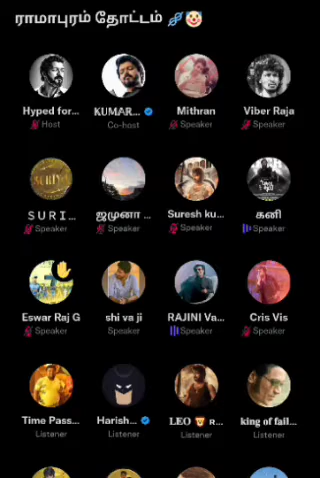 ராமாபுரம் தோட்டம் 🧬🤡
Hyped for... KUMAR... Mithran Viber Raja
Host Co-host Speaker Speaker
SURIYA
S U R I ... ஜமுனா ... Suresh ku... கனி
Speaker Speaker Speaker Speaker
Eswar Raj G shi va ji RAJINI Va... Cris Vis
Speaker Speaker Speaker Speaker
Time Pass... Harish... LEO 🦁 R... king of fail...
Listener Listener Listener Listener